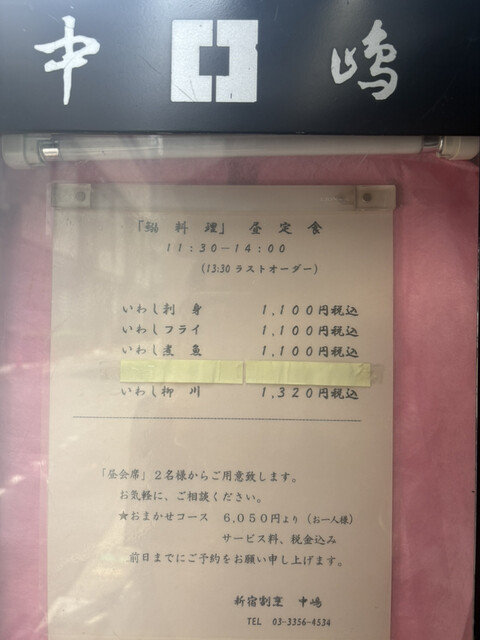 中 嶋
「鰯 料 理」 昼 定 食
11:30―14:00
(13:30 ラストオーダー)
いわし刺 身 1,100円税込
いわしフライ 1,100円税込
いわし煮 魚 1,100円税込
いわし柳 川 1,320円税込
「昼会席」2名様からご用意致します。
お気軽に、ご相談ください。
★おまかせコース 6,050円より (お一人様)
サービス料、税金込み
前日までにご予約をお願い申し上げます。
新宿割烹 中嶋
TEL 03-3356-4534